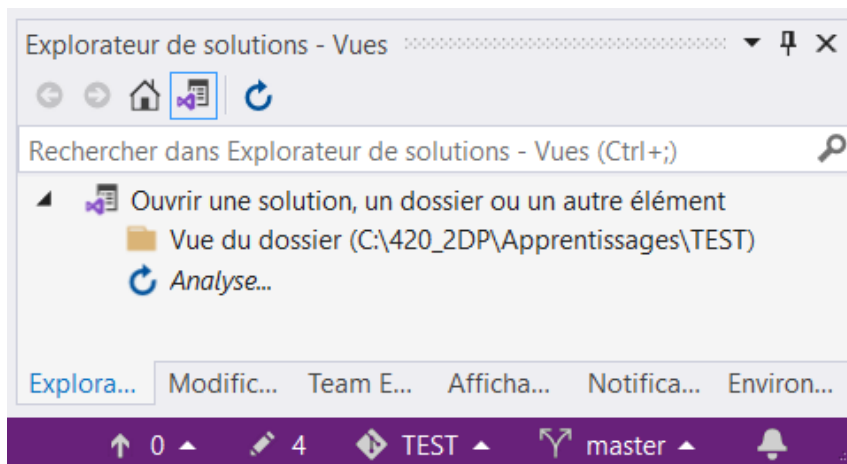 Explorateur de solutions - Vues
Rechercher dans Explorateur de solutions - Vues (Ctrl+;)
Ouvrir une solution, un dossier ou un autre élément
Vue du dossier (C:\420_2DP\Apprentissages\TEST)
Analyse...
Explora... Modific... Team E... Afficha... Notifica... Environ...
0 4 TEST master